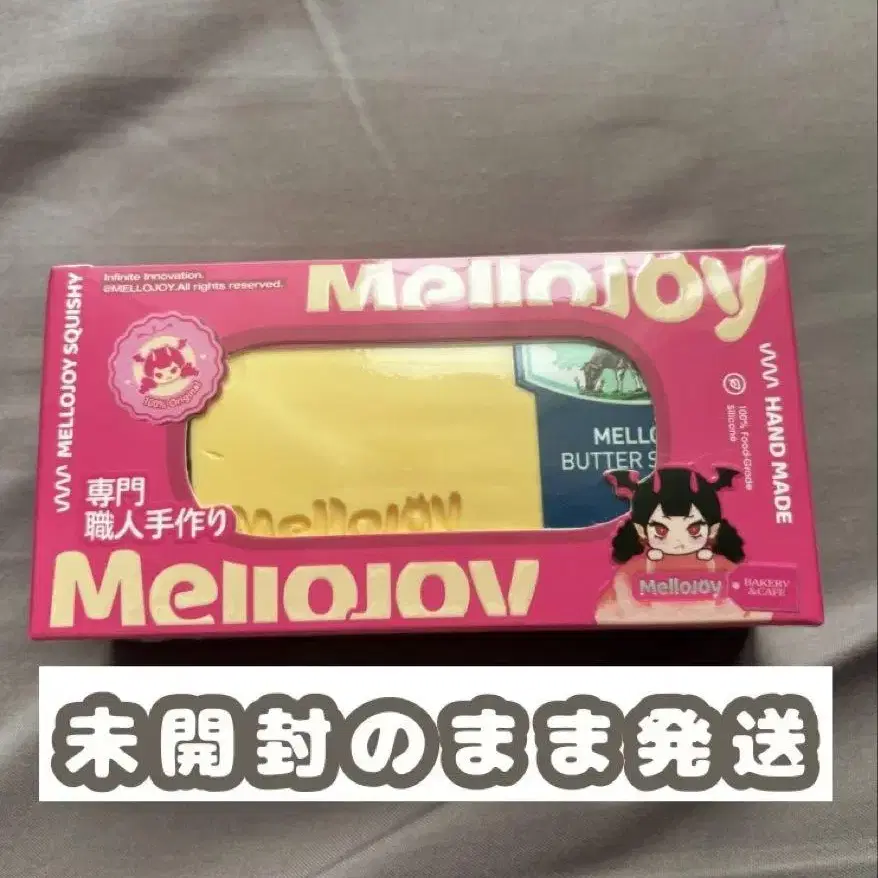 Infinite Innovation.
©MELLOJOY.All rights reserved.
MelloJoy
MELLOJOY SQUISHY
100% Original
HAND MADE
100% Food-Grade
Silicone
MELLO
BUTTER S
MelloJoy
専門
職人手作り
MelloJoy
MelloJoy
BAKERY
&CAFE
未開封のまま発送